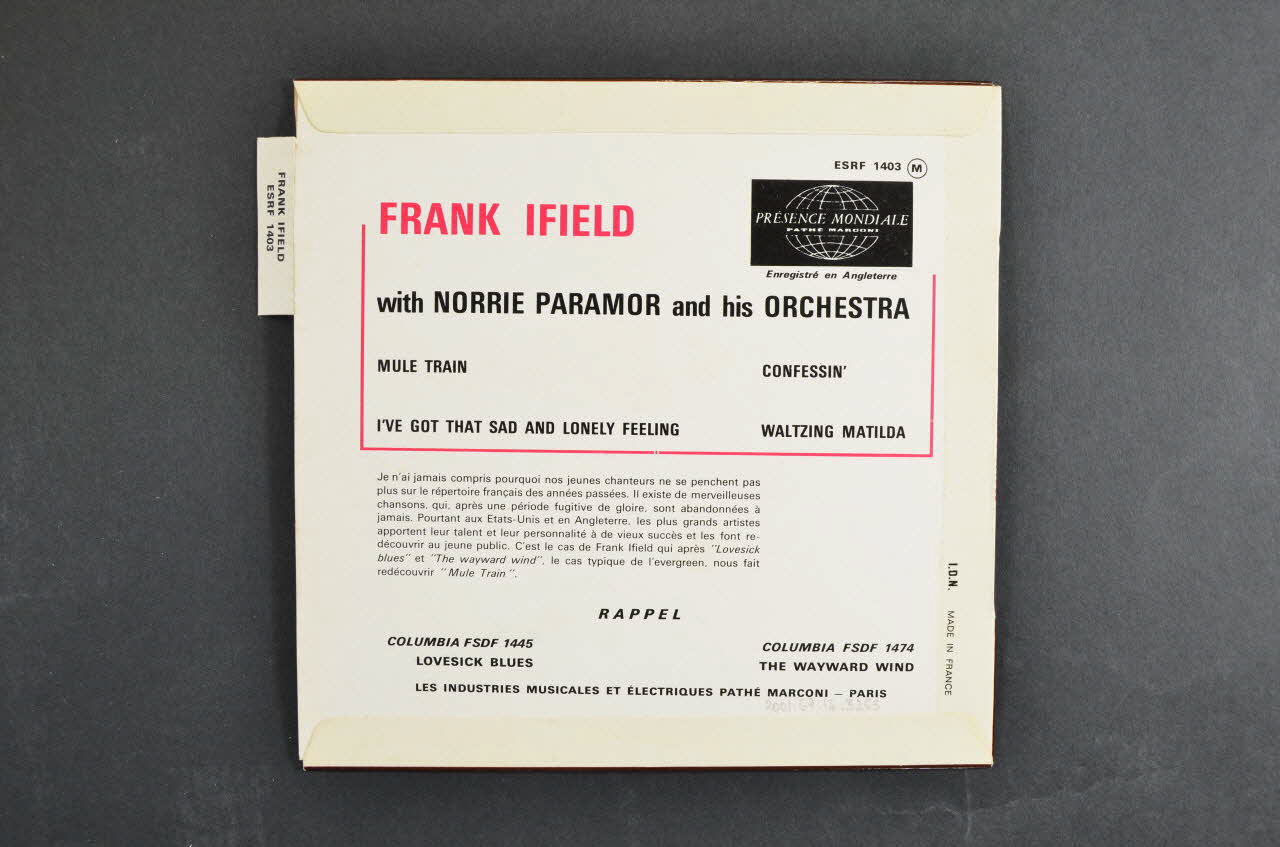 ESRF 1403 M
PRÉSENCE MONDIALE
PATHÉ MARCONI
Enregistré en Angleterre
FRANK IFIELD
ESRF 1403
FRANK IFIELD
with NORRIE PARAMOR and his ORCHESTRA
MULE TRAIN
CONFESSIN'
I'VE GOT THAT SAD AND LONELY FEELING
WALTZING MATILDA
Je n'ai jamais compris pourquoi nos jeunes chanteurs ne se penchent pas
plus sur le répertoire français des années passées. Il existe de merveilleuses
chansons, qui, après une période fugitive de gloire, sont abandonnées à
jamais. Pourtant aux Etats-Unis et en Angleterre, les plus grands artistes
apportent leur talent et leur personnalité à de vieux succès et les font re-
découvrir au jeune public. C'est le cas de Frank Ifield qui après "Lovesick
blues" et "The wayward wind", le cas typique de l'evergreen, nous fait
redécouvrir "Mule Train".
RAPPEL
COLUMBIA FSDF 1445
LOVESICK BLUES
COLUMBIA FSDF 1474
THE WAYWARD WIND
LES INDUSTRIES MUSICALES ET ÉLECTRIQUES PATHÉ MARCONI – PARIS
I.D.N. MADE IN FRANCE